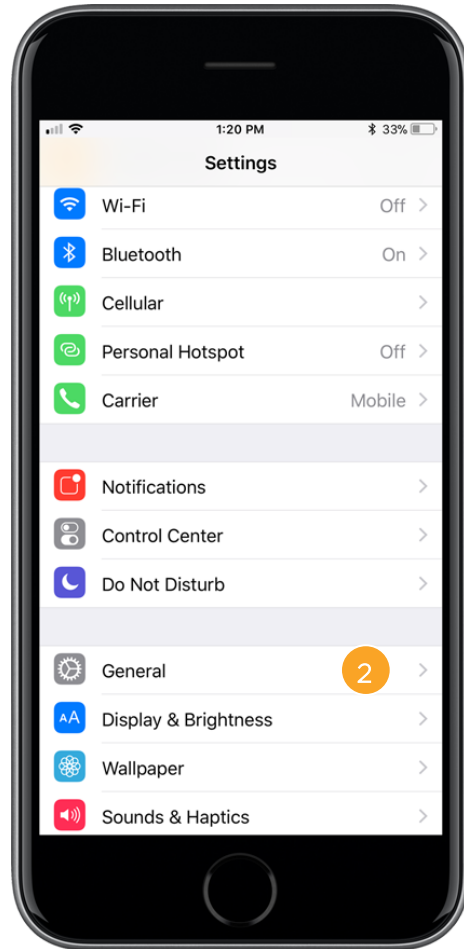 1:20 PM 33%
Settings
Wi-Fi Off
Bluetooth On
Cellular
Personal Hotspot Off
Carrier Mobile
Notifications
Control Center
Do Not Disturb
General 2
AA Display & Brightness
Wallpaper
Sounds & Haptics